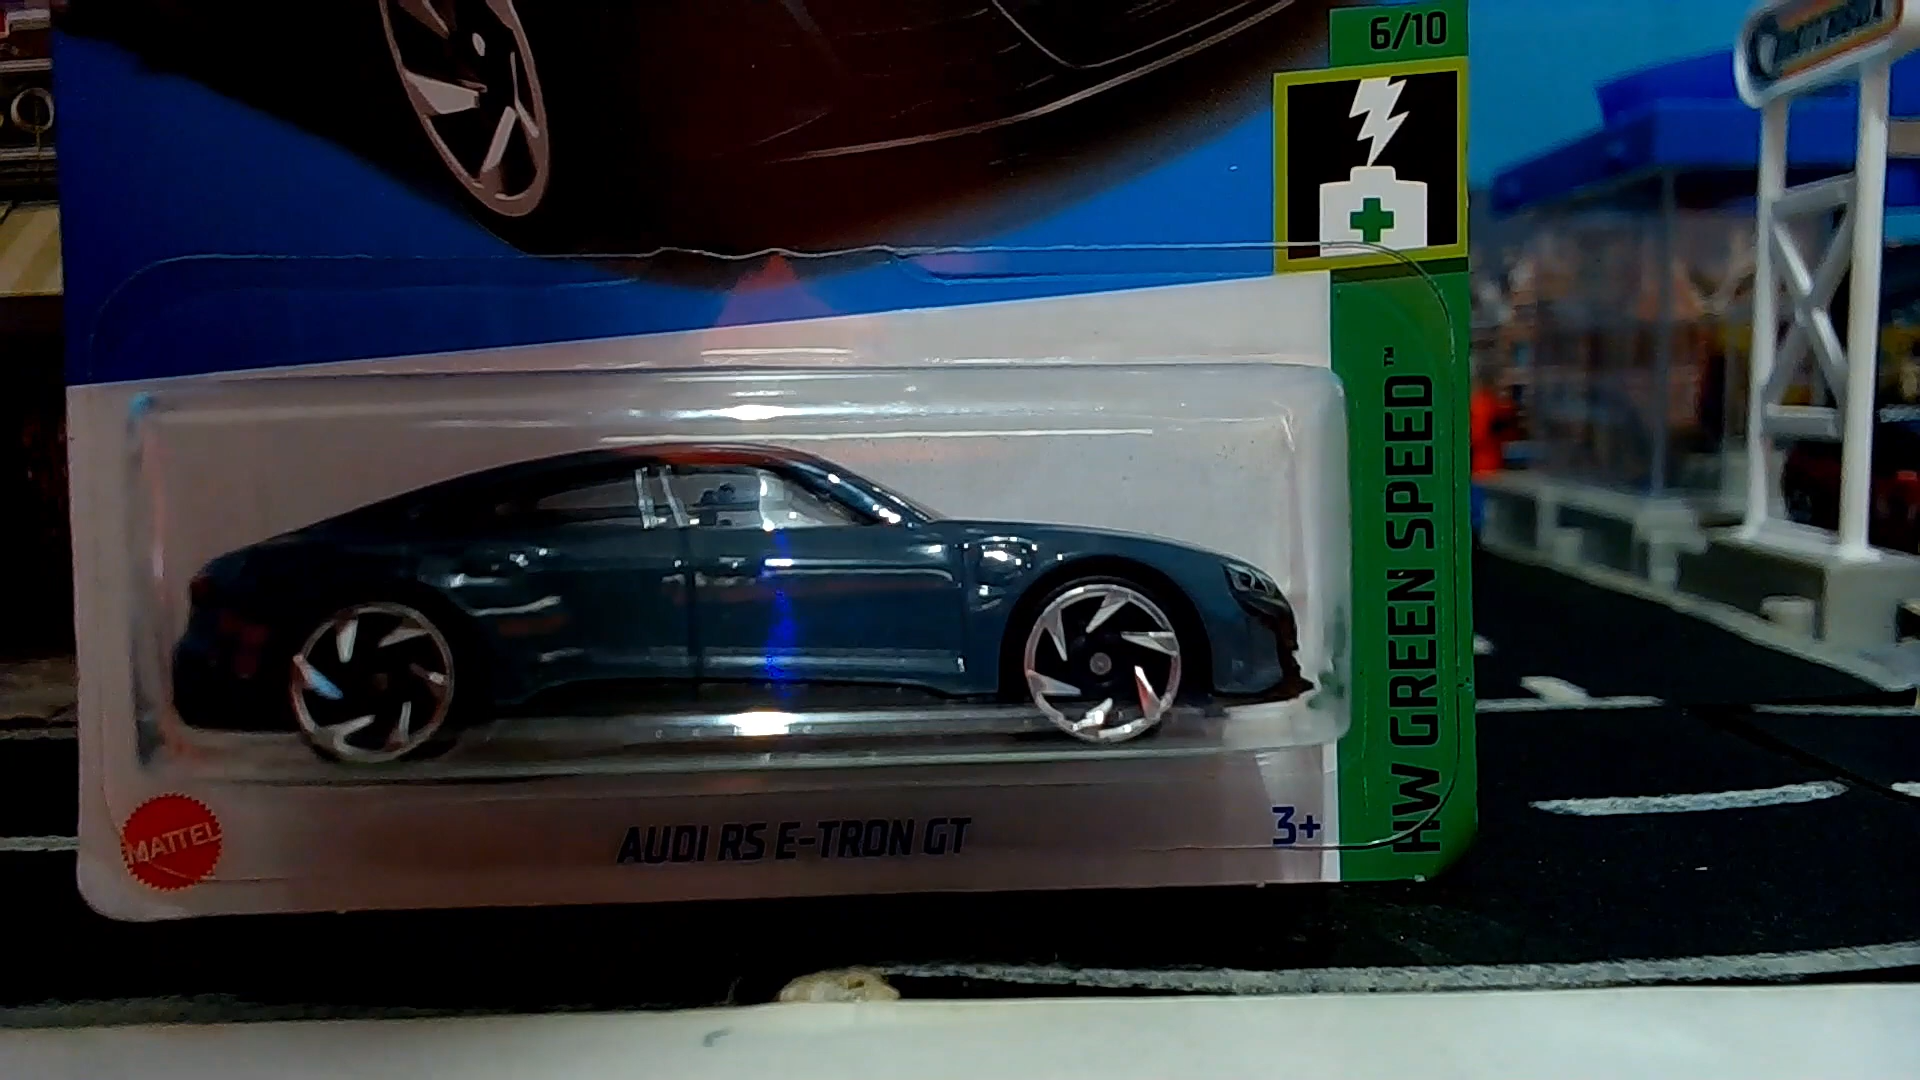 6/10
HW GREEN SPEED™
MATTEL
AUDI RS E-TRON GT
3+